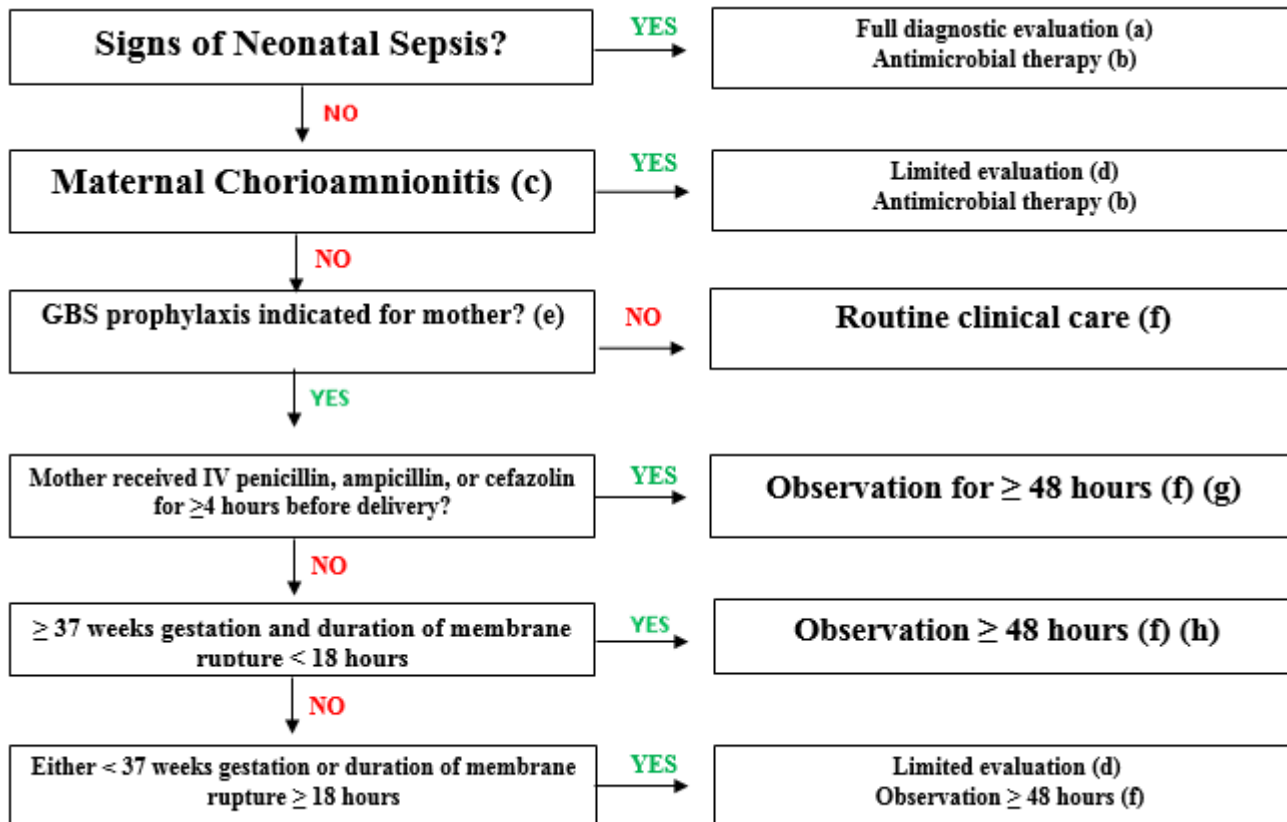 Signs of Neonatal Sepsis?
YES
Full diagnostic evaluation (a)
Antimicrobial therapy (b)
NO
Maternal Chorioamnionitis (c)
YES
Limited evaluation (d)
Antimicrobial therapy (b)
NO
GBS prophylaxis indicated for mother? (e)
NO
Routine clinical care (f)
YES
Mother received IV penicillin, ampicillin, or cefazolin
for ≥4 hours before delivery?
YES
Observation for ≥ 48 hours (f) (g)
NO
≥ 37 weeks gestation and duration of membrane
rupture < 18 hours
YES
Observation ≥ 48 hours (f) (h)
NO
Either < 37 weeks gestation or duration of membrane
rupture ≥ 18 hours
YES
Limited evaluation (d)
Observation ≥ 48 hours (f)